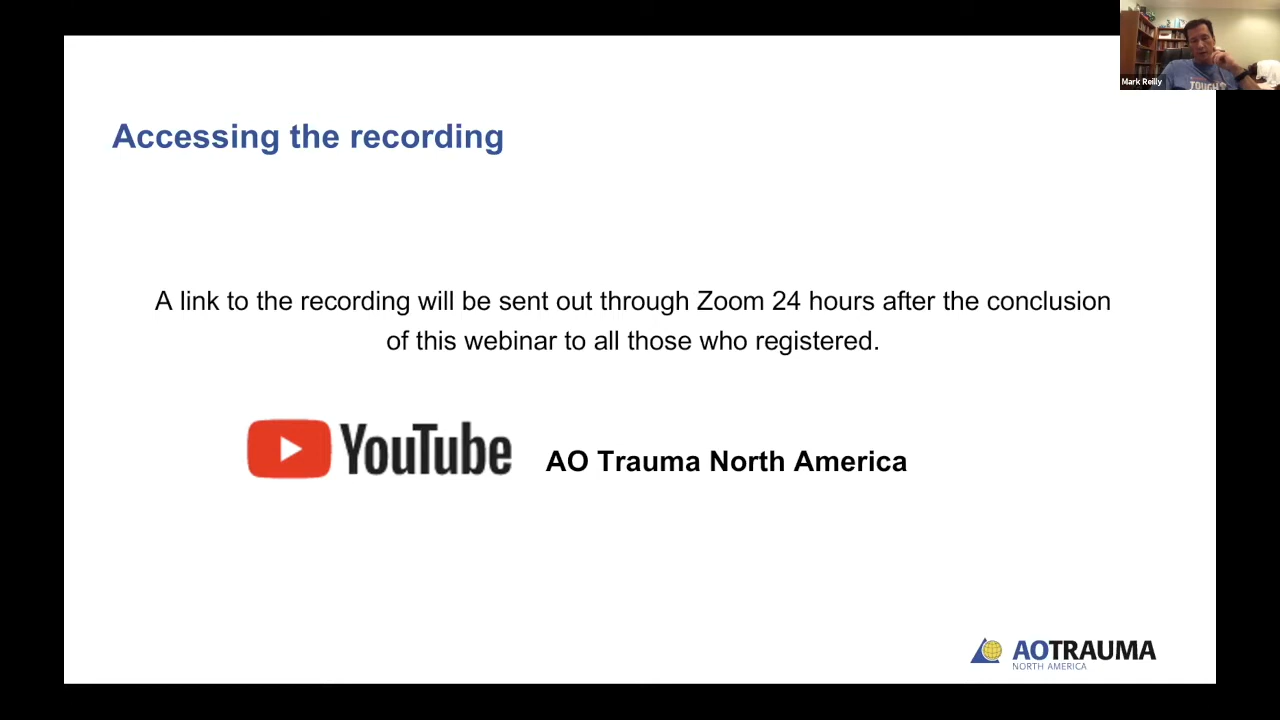 Mark Reilly
Accessing the recording
A link to the recording will be sent out through Zoom 24 hours after the conclusion
of this webinar to all those who registered.
YouTube
AO Trauma North America
AOTRAUMA
NORTH AMERICA